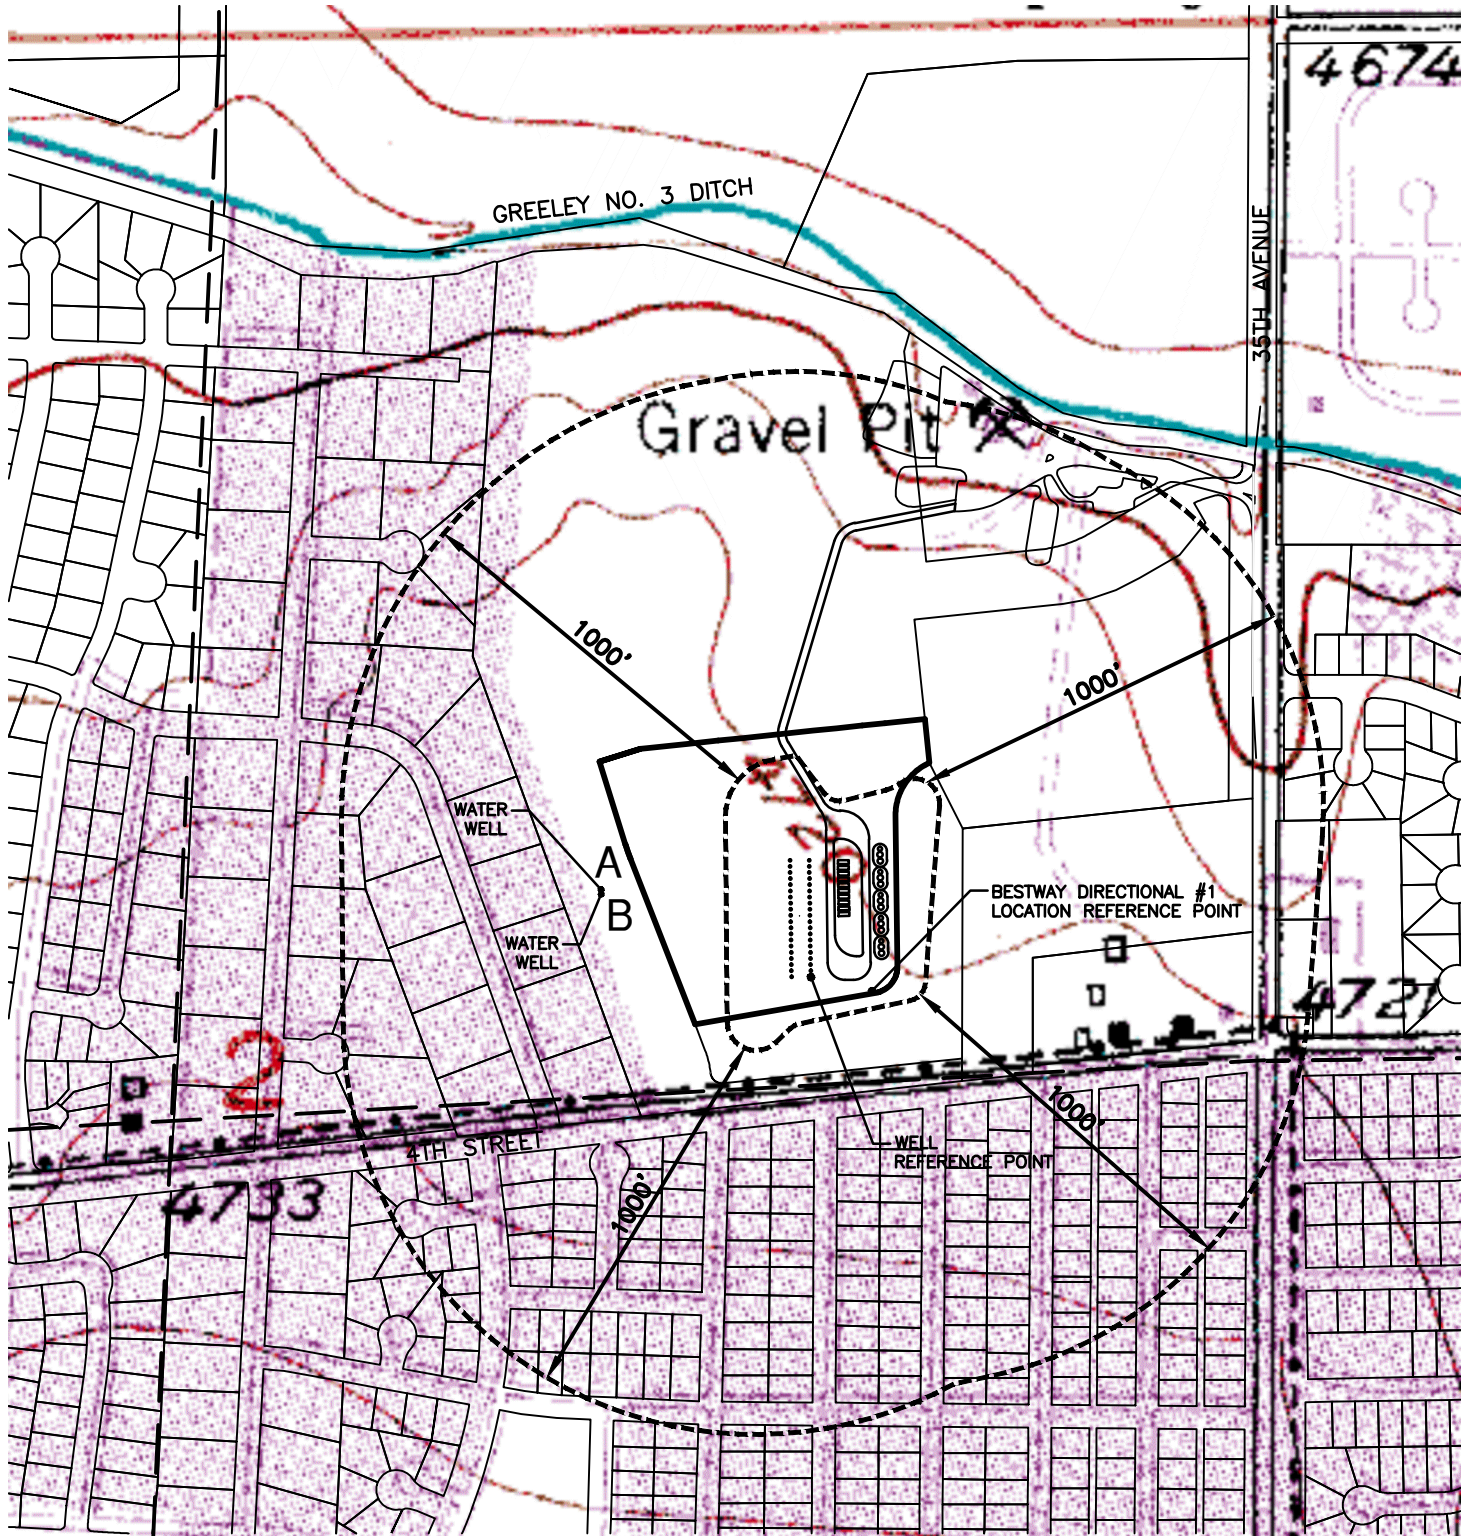 4674
GREELEY NO. 3 DITCH
35TH AVENUE
Gravel Pit
1000'
1000'
WATER
WELL
A
B
WATER
WELL
BESTWAY DIRECTIONAL #1
LOCATION REFERENCE POINT
4721
2
1000'
4TH STREET
WELL
REFERENCE POINT
4733
1000'